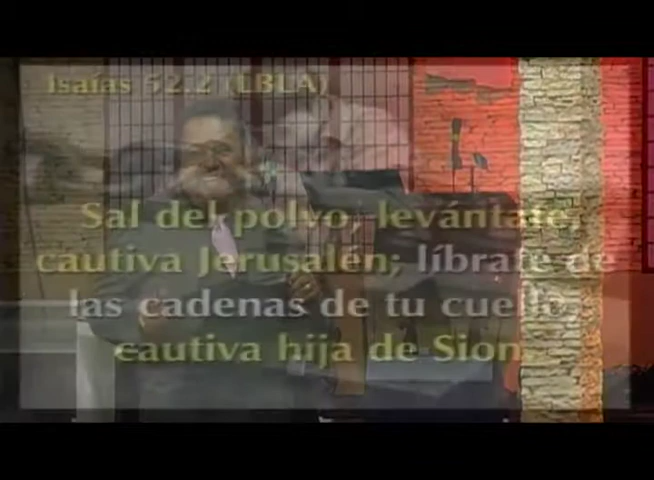 Isaías 52.2 (LBLA)
Sal del polvo, levántate,
cautiva Jerusalén; líbrate de
las cadenas de tu cuello,
cautiva hija de Sion.